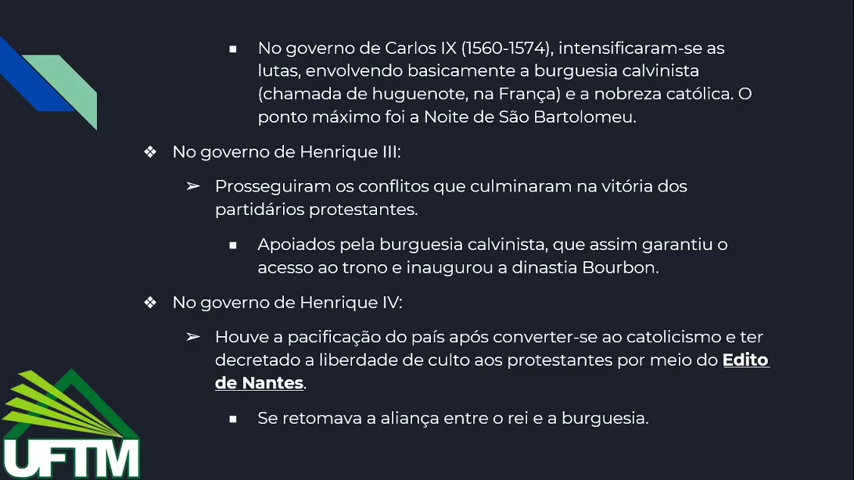 ▪ No governo de Carlos IX (1560-1574), intensificaram-se as
lutas, envolvendo basicamente a burguesia calvinista
(chamada de huguenote, na França) e a nobreza católica. O
ponto máximo foi a Noite de São Bartolomeu.
❖ No governo de Henrique III:
➢ Prosseguiram os conflitos que culminaram na vitória dos
partidários protestantes.
▪ Apoiados pela burguesia calvinista, que assim garantiu o
acesso ao trono e inaugurou a dinastia Bourbon.
❖ No governo de Henrique IV:
➢ Houve a pacificação do país após converter-se ao catolicismo e ter
decretado a liberdade de culto aos protestantes por meio do Edito
de Nantes.
▪ Se retomava a aliança entre o rei e a burguesia.
UFTM